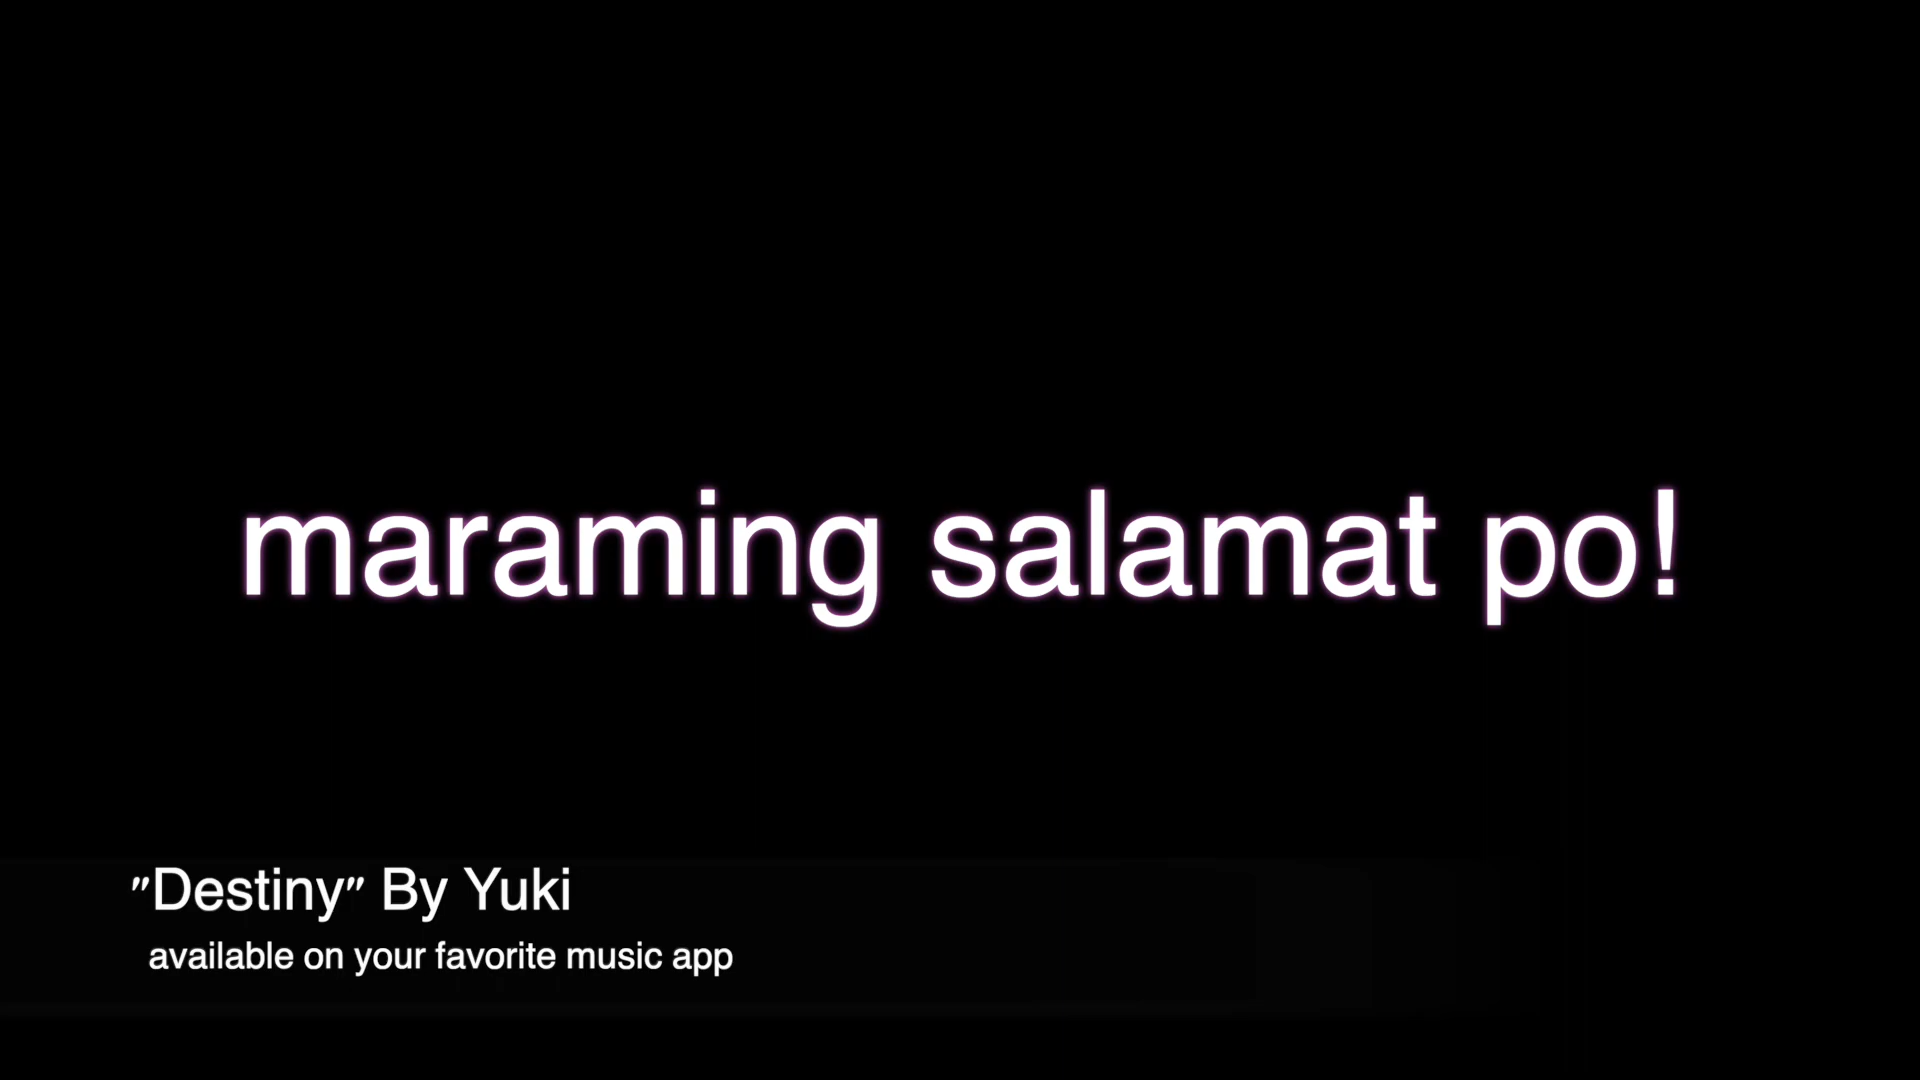 maraming salamat po!
"Destiny" By Yuki
available on your favorite music app